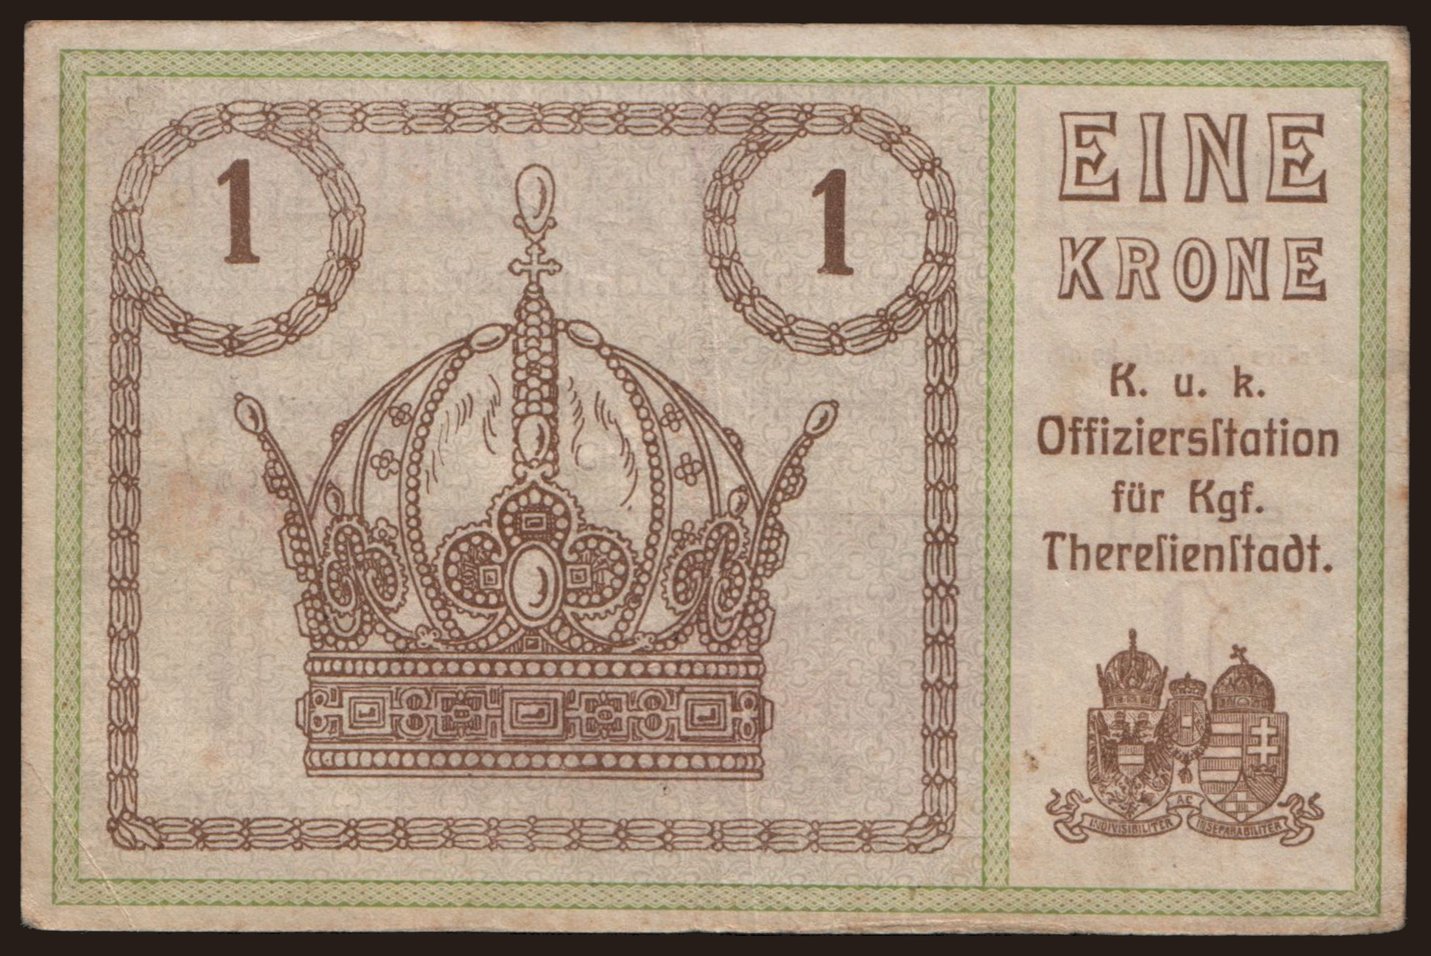 1
1
EINE
KRONE
K. u. k.
Offiziersſtation
für Kgf.
Thereſienſtadt.
INDIVISIBILITER AC INSEPARABILITER